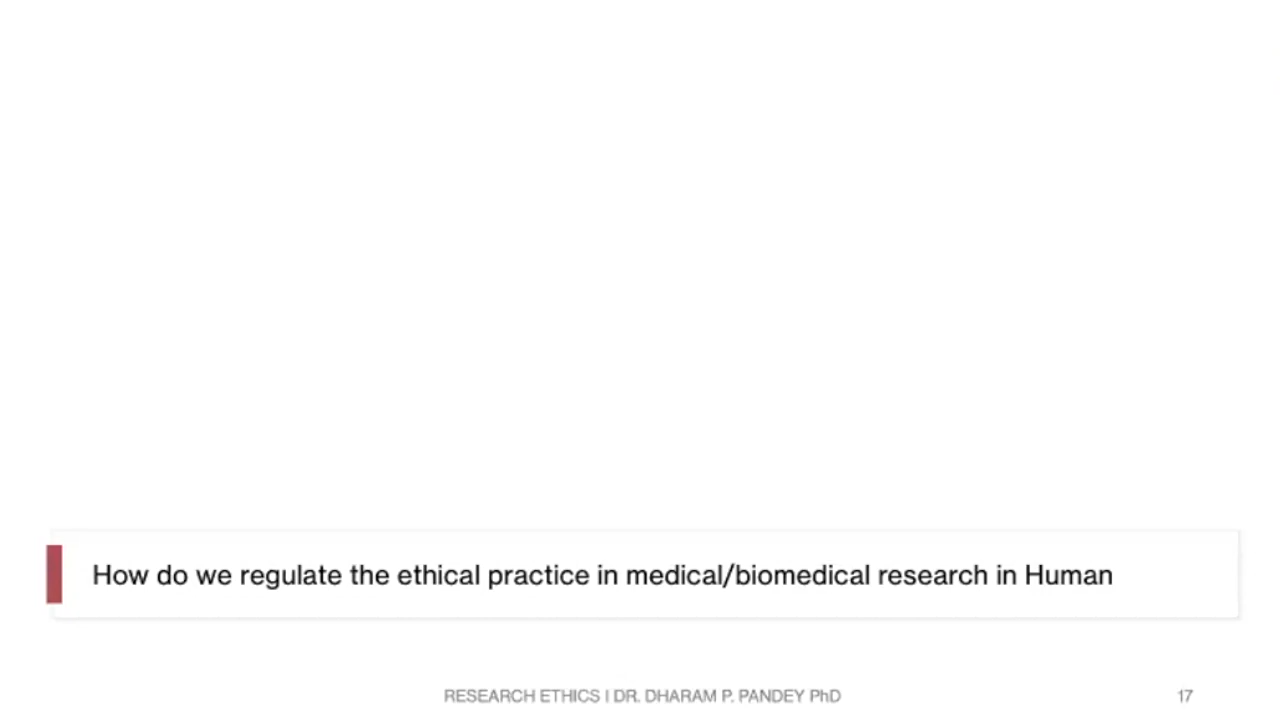 How do we regulate the ethical practice in medical/biomedical research in Human
RESEARCH ETHICS I DR. DHARAM P. PANDEY PhD
17